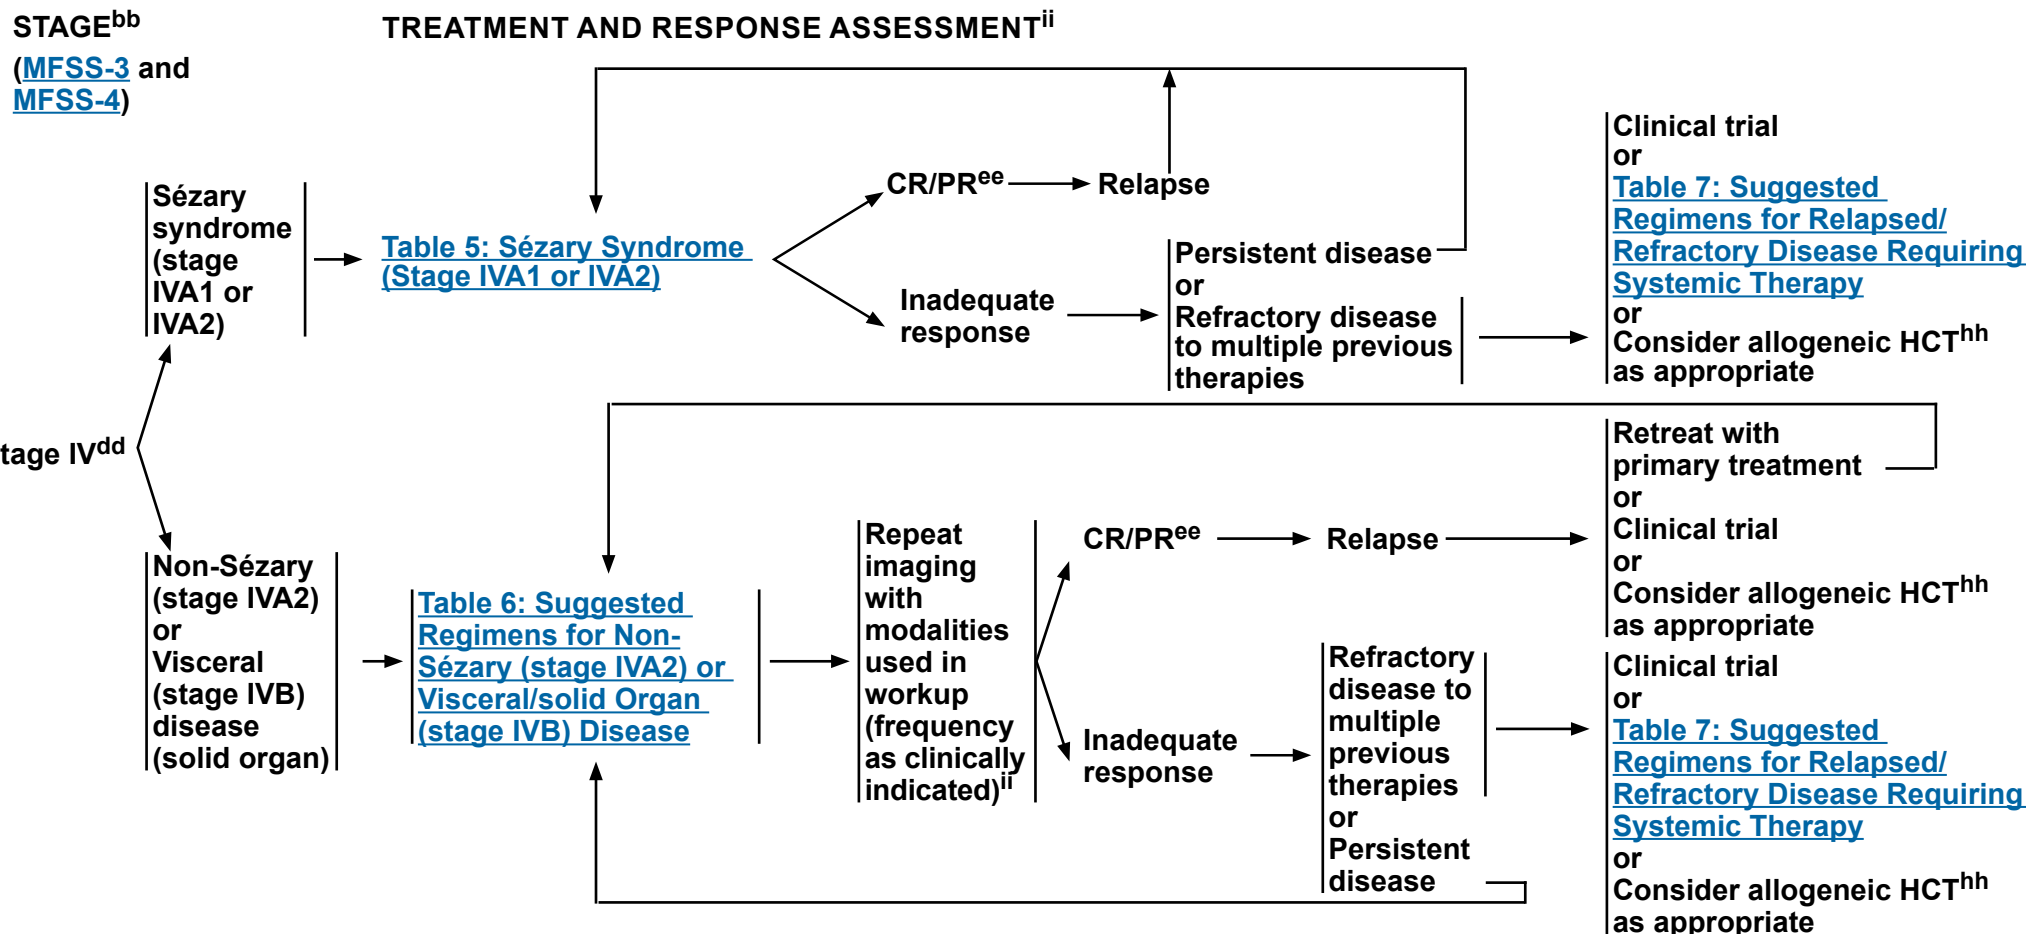 STAGEbb
(MFSS-3 and
MFSS-4)
TREATMENT AND RESPONSE ASSESSMENTii
tage IVdd
Sézary
syndrome
(stage
IVA1 or
IVA2)
Table 5: Sézary Syndrome
(Stage IVA1 or IVA2)
CR/PRee
Relapse
Inadequate
response
Persistent disease
or
Refractory disease
to multiple previous
therapies
Clinical trial
or
Table 7: Suggested
Regimens for Relapsed/
Refractory Disease Requiring
Systemic Therapy
or
Consider allogeneic HCThh
as appropriate
Non-Sézary
(stage IVA2)
or
Visceral
(stage IVB)
disease
(solid organ)
Table 6: Suggested
Regimens for Non-
Sézary (stage IVA2) or
Visceral/solid Organ
(stage IVB) Disease
Repeat
imaging
with
modalities
used in
workup
(frequency
as clinically
indicated)ii
CR/PRee
Relapse
Retreat with
primary treatment
or
Clinical trial
or
Consider allogeneic HCThh
as appropriate
Inadequate
response
Refractory
disease to
multiple
previous
therapies
or
Persistent
disease
Clinical trial
or
Table 7: Suggested
Regimens for Relapsed/
Refractory Disease Requiring
Systemic Therapy
or
Consider allogeneic HCThh
as appropriate